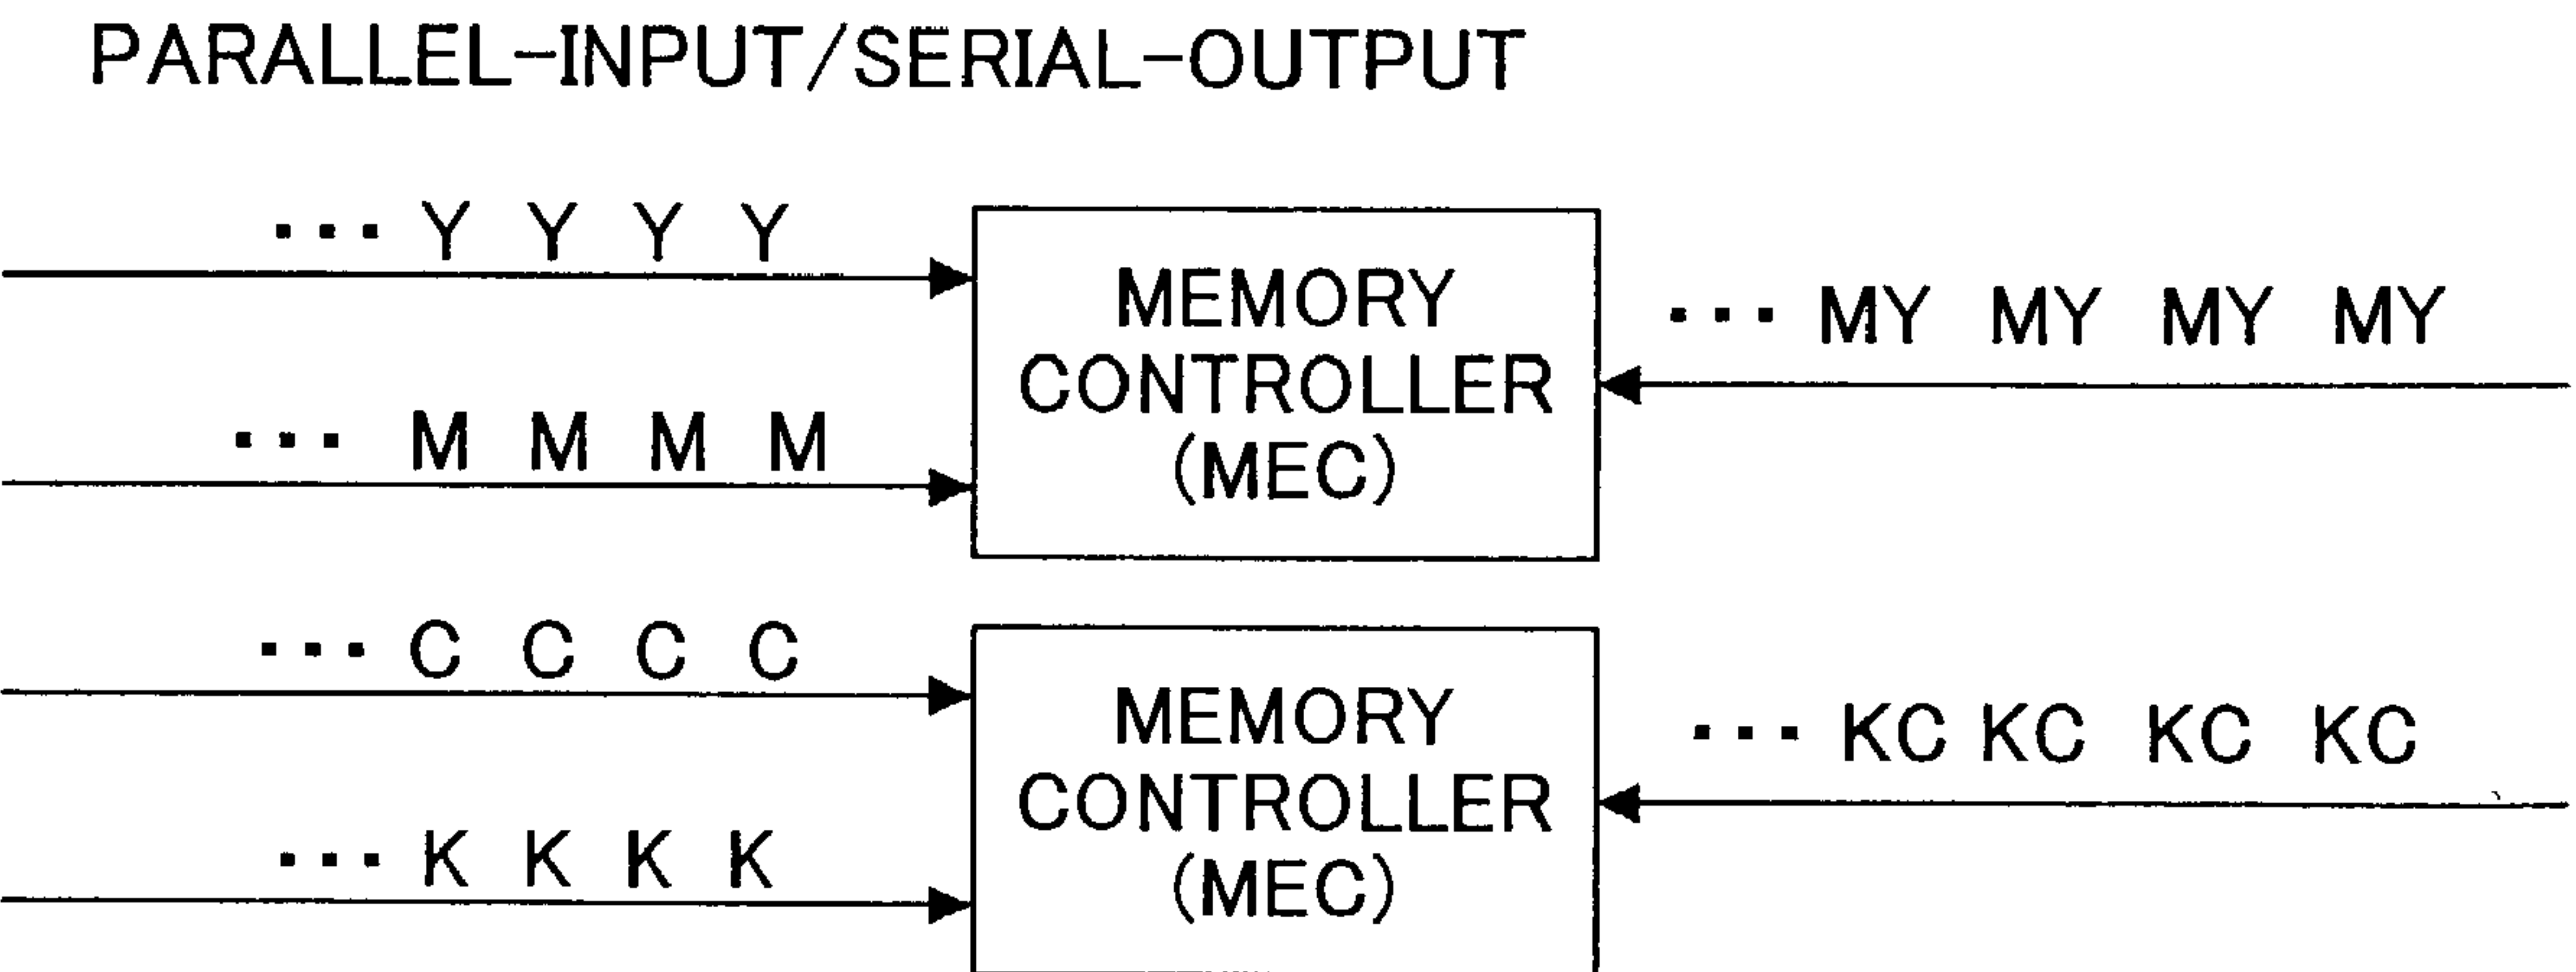 PARALLEL-INPUT/SERIAL-OUTPUT
··· Y Y Y Y
··· M M M M
MEMORY
CONTROLLER
(MEC)
··· MY MY MY MY
··· C C C C
··· K K K K
MEMORY
CONTROLLER
(MEC)
··· KC KC KC KC